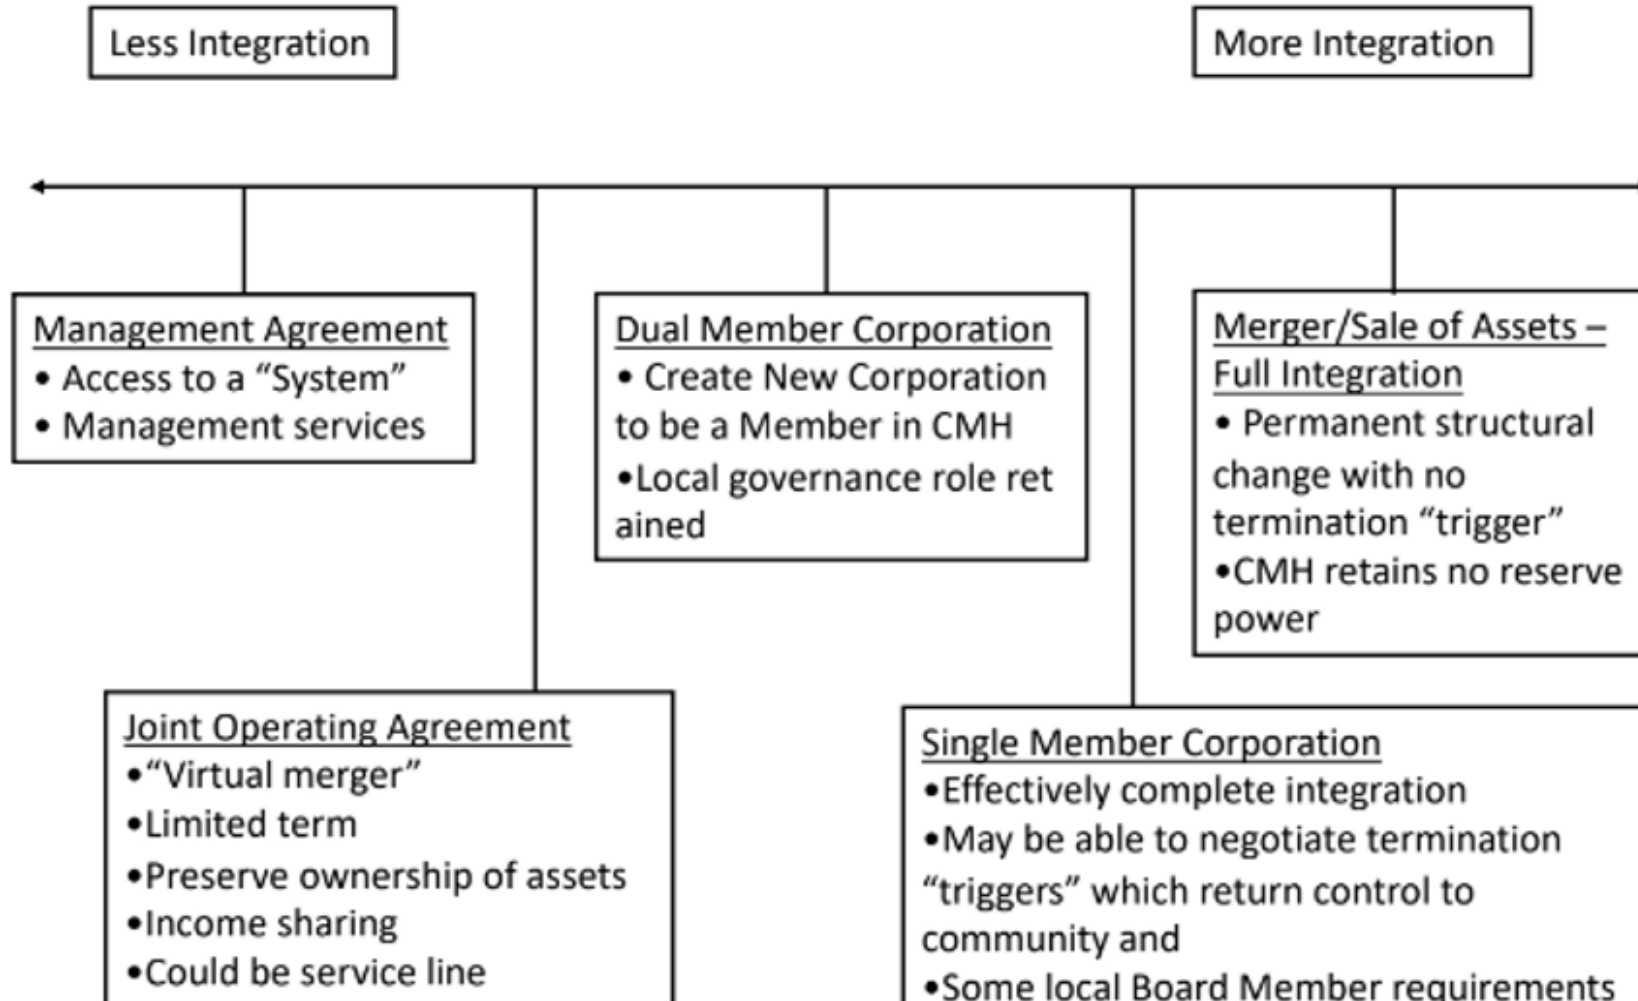 Less Integration
More Integration
Management Agreement
• Access to a “System”
• Management services
Dual Member Corporation
• Create New Corporation
to be a Member in CMH
•Local governance role ret
ained
Merger/Sale of Assets –
Full Integration
• Permanent structural
change with no
termination “trigger”
•CMH retains no reserve
power
Joint Operating Agreement
•“Virtual merger”
•Limited term
•Preserve ownership of assets
•Income sharing
•Could be service line
Single Member Corporation
•Effectively complete integration
•May be able to negotiate termination
“triggers” which return control to
community and
•Some local Board Member requirements